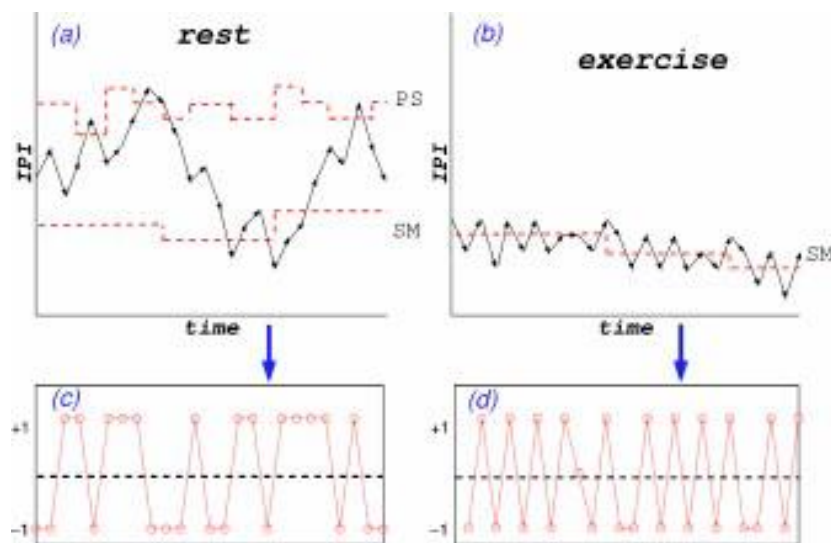 (a)
rest
PS
IPI
SM
time
(b)
exercise
IPI
SM
time
(c)
+1
−1
(d)
+1
−1